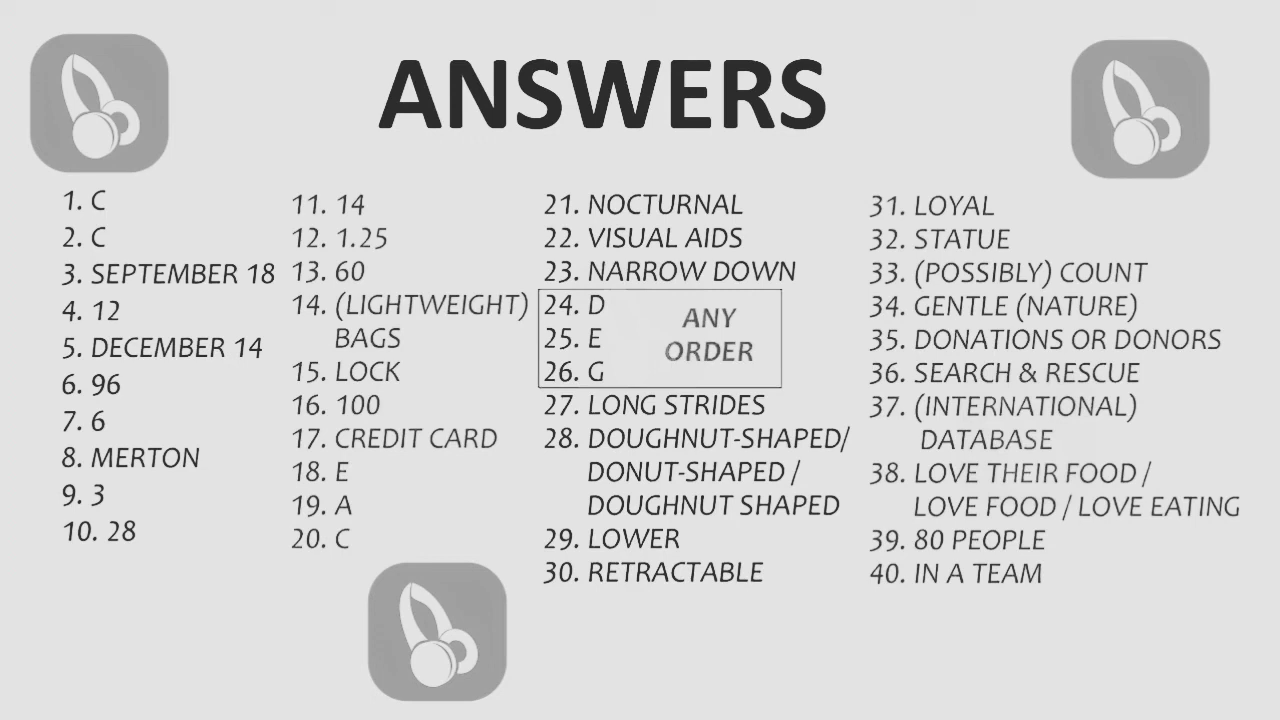 ANSWERS
1. C
2. C
3. SEPTEMBER 18
4. 12
5. DECEMBER 14
6. 96
7. 6
8. MERTON
9. 3
10. 28
11. 14
12. 1.25
13. 60
14. (LIGHTWEIGHT)
BAGS
15. LOCK
16. 100
17. CREDIT CARD
18. E
19. A
20. C
21. NOCTURNAL
22. VISUAL AIDS
23. NARROW DOWN
24. D
25. E
26. G
ANY
ORDER
27. LONG STRIDES
28. DOUGHNUT-SHAPED/
DONUT-SHAPED /
DOUGHNUT SHAPED
29. LOWER
30. RETRACTABLE
31. LOYAL
32. STATUE
33. (POSSIBLY) COUNT
34. GENTLE (NATURE)
35. DONATIONS OR DONORS
36. SEARCH & RESCUE
37. (INTERNATIONAL)
DATABASE
38. LOVE THEIR FOOD /
LOVE FOOD / LOVE EATING
39. 80 PEOPLE
40. IN A TEAM